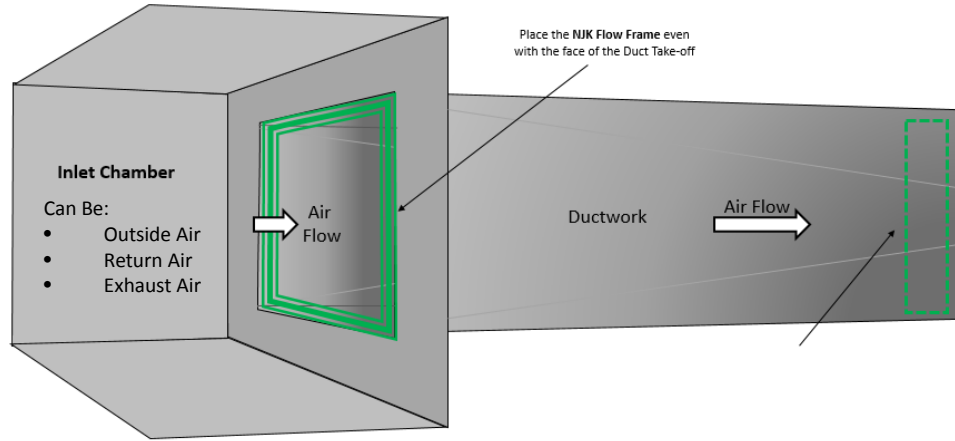 Place the NJK Flow Frame even
with the face of the Duct Take-off
Inlet Chamber
Can Be:
• Outside Air
• Return Air
• Exhaust Air
Air
Flow
Ductwork
Air Flow